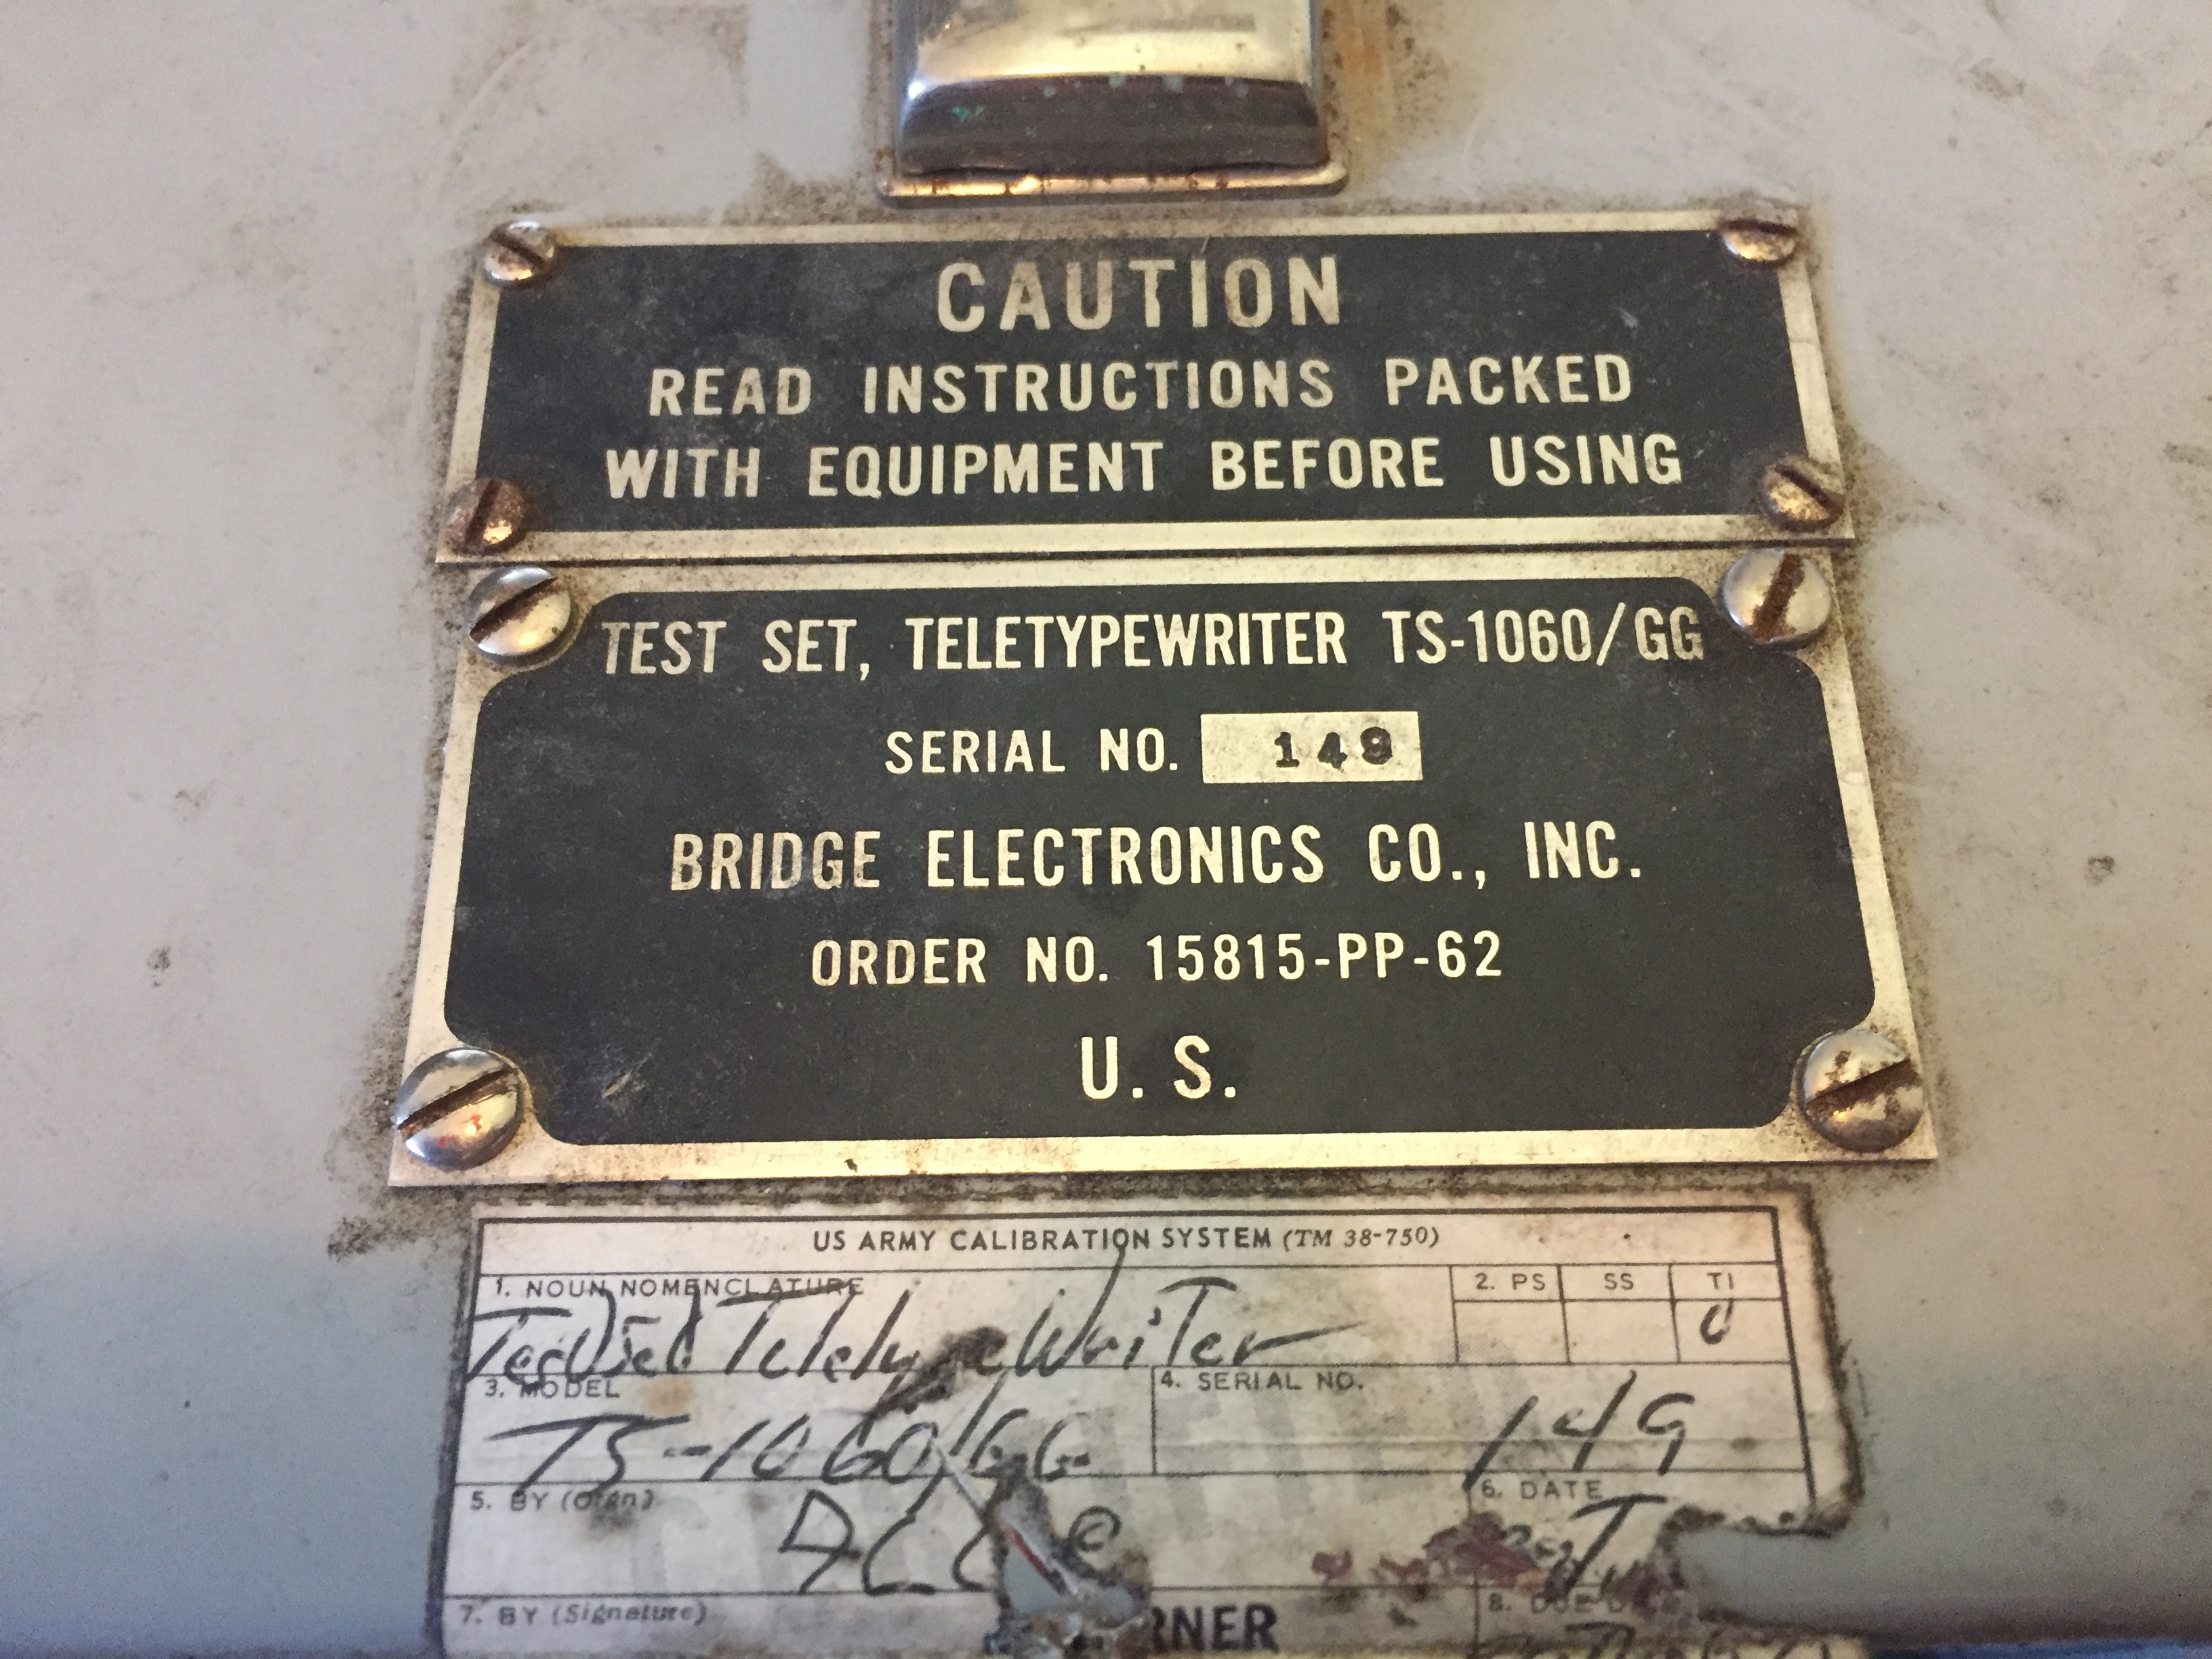 CAUTION
READ INSTRUCTIONS PACKED
WITH EQUIPMENT BEFORE USING
TEST SET, TELETYPEWRITER TS-1060/GG
SERIAL NO. 149
BRIDGE ELECTRONICS CO., INC.
ORDER NO. 15815-PP-62
U. S.
US ARMY CALIBRATION SYSTEM (TM 38-750)
1. NOUN NOMENCLATURE 2. PS SS TI
TeleTypeWriter
3. MODEL 4. SERIAL NO.
TS-1060/GG 149
5. BY (Orgn) 6. DATE
7. BY (Signature) 8. DUE